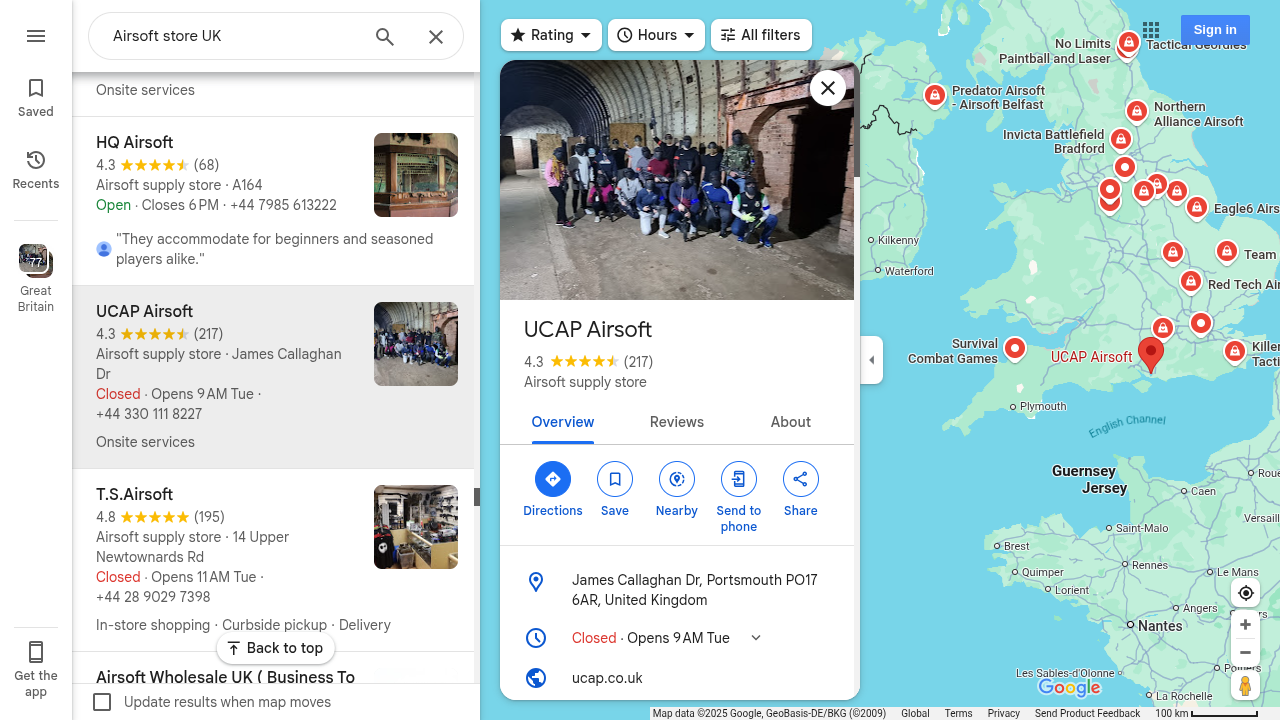 Airsoft store UK
Saved
Recents
77
Great
Britain
Get the
app
Onsite services
HQ Airsoft
4.3 (68)
Airsoft supply store · A164
Open · Closes 6 PM · +44 7985 613222
"They accommodate for beginners and seasoned
players alike."
UCAP Airsoft
4.3 (217)
Airsoft supply store · James Callaghan
Dr
Closed · Opens 9 AM Tue ·
+44 330 111 8227
Onsite services
T.S.Airsoft
4.8 (195)
Airsoft supply store · 14 Upper
Newtownards Rd
Closed · Opens 11 AM Tue ·
+44 28 9029 7398
In-store shopping · Curbside pickup · Delivery
Back to top
Airsoft Wholesale UK ( Business To
Update results when map moves
Rating
Hours
All filters
Sign in
UCAP Airsoft
4.3 (217)
Airsoft supply store
Overview
Reviews
About
Directions
Save
Nearby
Send to
phone
Share
James Callaghan Dr, Portsmouth PO17
6AR, United Kingdom
Closed · Opens 9 AM Tue
ucap.co.uk
No Limits
Paintball and Laser
Tactical Geordies
Predator Airsoft
- Airsoft Belfast
Northern
Alliance Airsoft
Invicta Battlefield
Bradford
Eagle6 Airs
Kilkenny
Waterford
Team
Red Tech Air
Survival
Combat Games
UCAP Airsoft
Killer
Tacti
Plymouth
English Channel
Guernsey
Jersey
Caen
Roue
Saint-Malo
Versaill
Brest
Quimper
Rennes
Le Mans
Lorient
Angers
Nantes
Poitiers
Les Sables-d'Olonne
La Rochelle
Google
Map data ©2025 Google, GeoBasis-DE/BKG (©2009)
Global
Terms
Privacy
Send Product Feedback
100 km